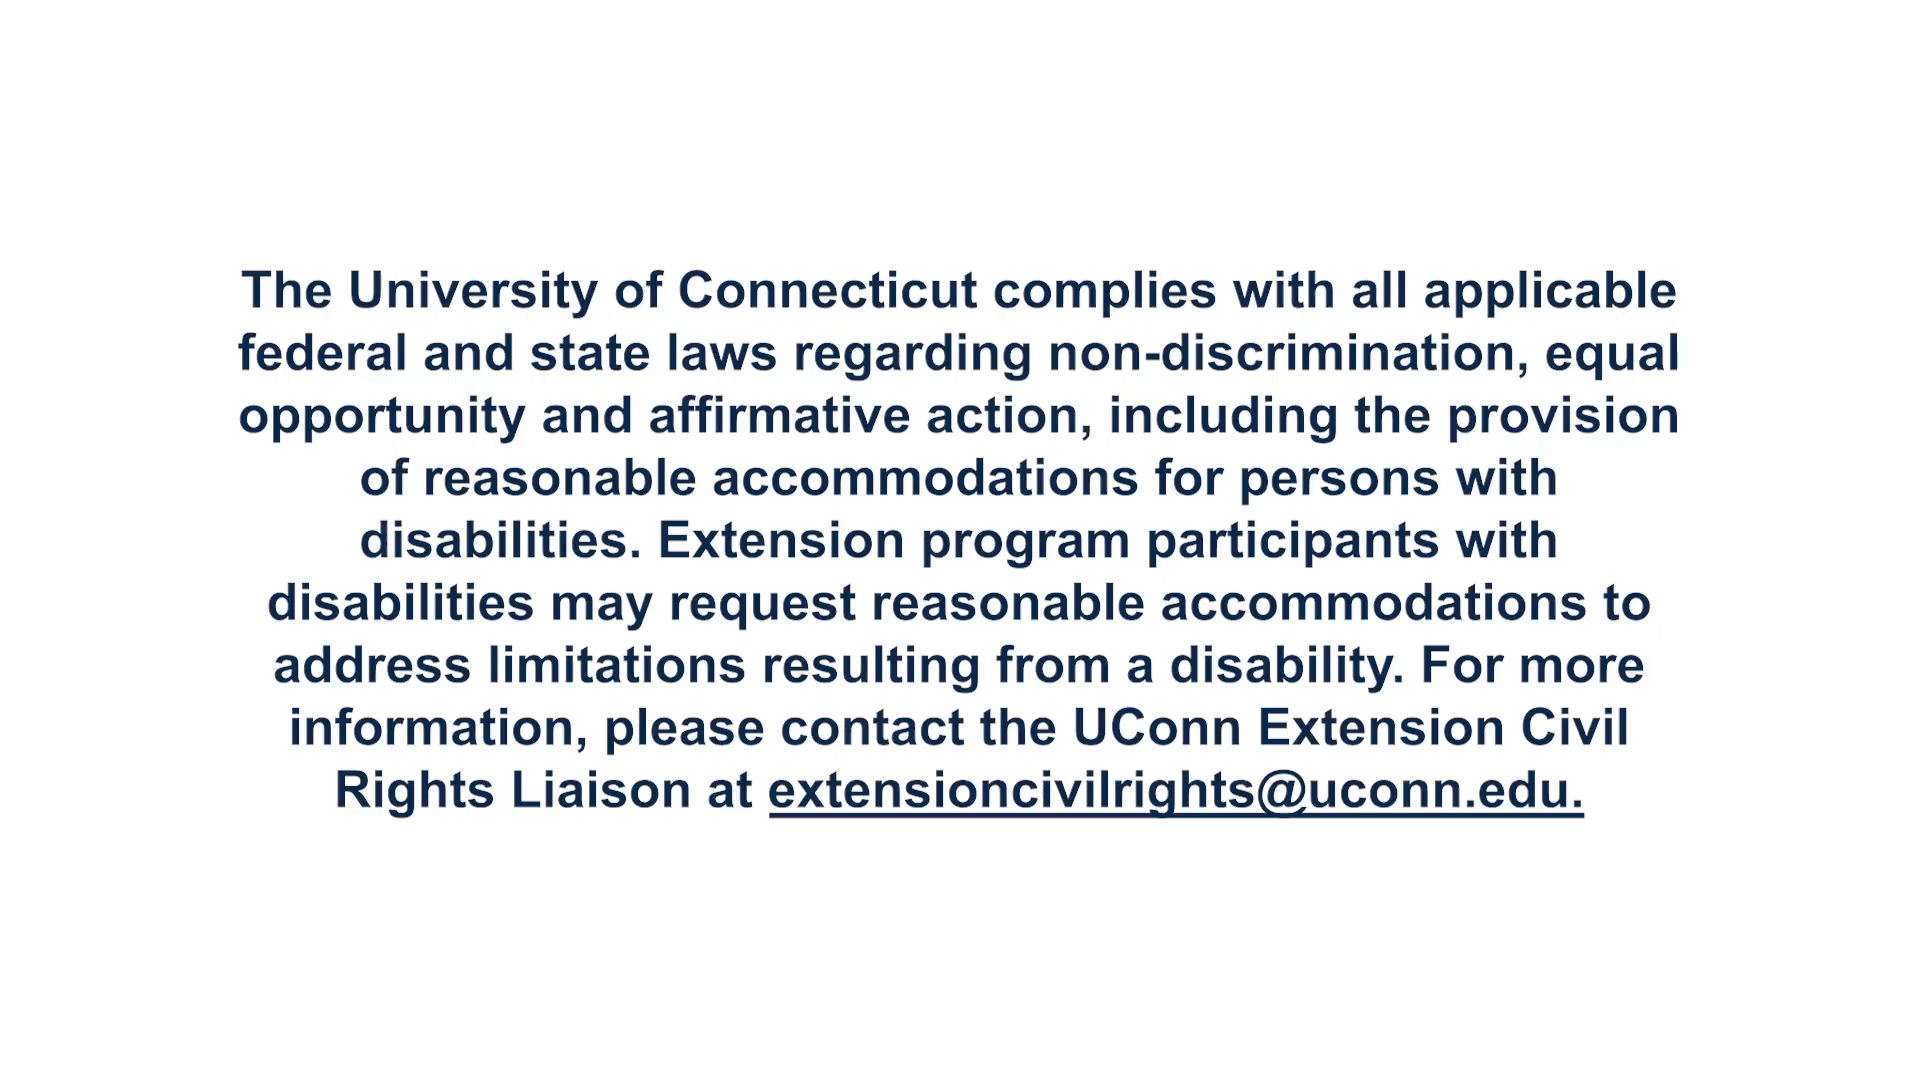 The University of Connecticut complies with all applicable
federal and state laws regarding non-discrimination, equal
opportunity and affirmative action, including the provision
of reasonable accommodations for persons with
disabilities. Extension program participants with
disabilities may request reasonable accommodations to
address limitations resulting from a disability. For more
information, please contact the UConn Extension Civil
Rights Liaison at extensioncivilrights@uconn.edu.